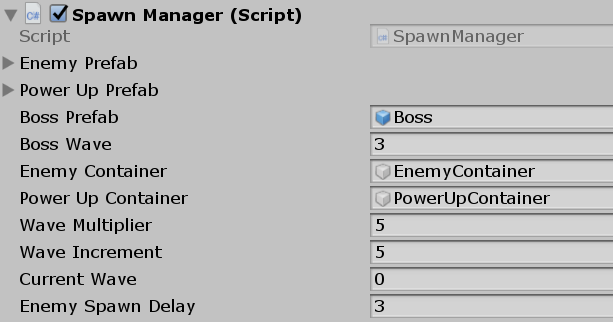 Spawn Manager (Script)
Script C# SpawnManager
Enemy Prefab
Power Up Prefab
Boss Prefab Boss
Boss Wave 3
Enemy Container EnemyContainer
Power Up Container PowerUpContainer
Wave Multiplier 5
Wave Increment 5
Current Wave 0
Enemy Spawn Delay 3